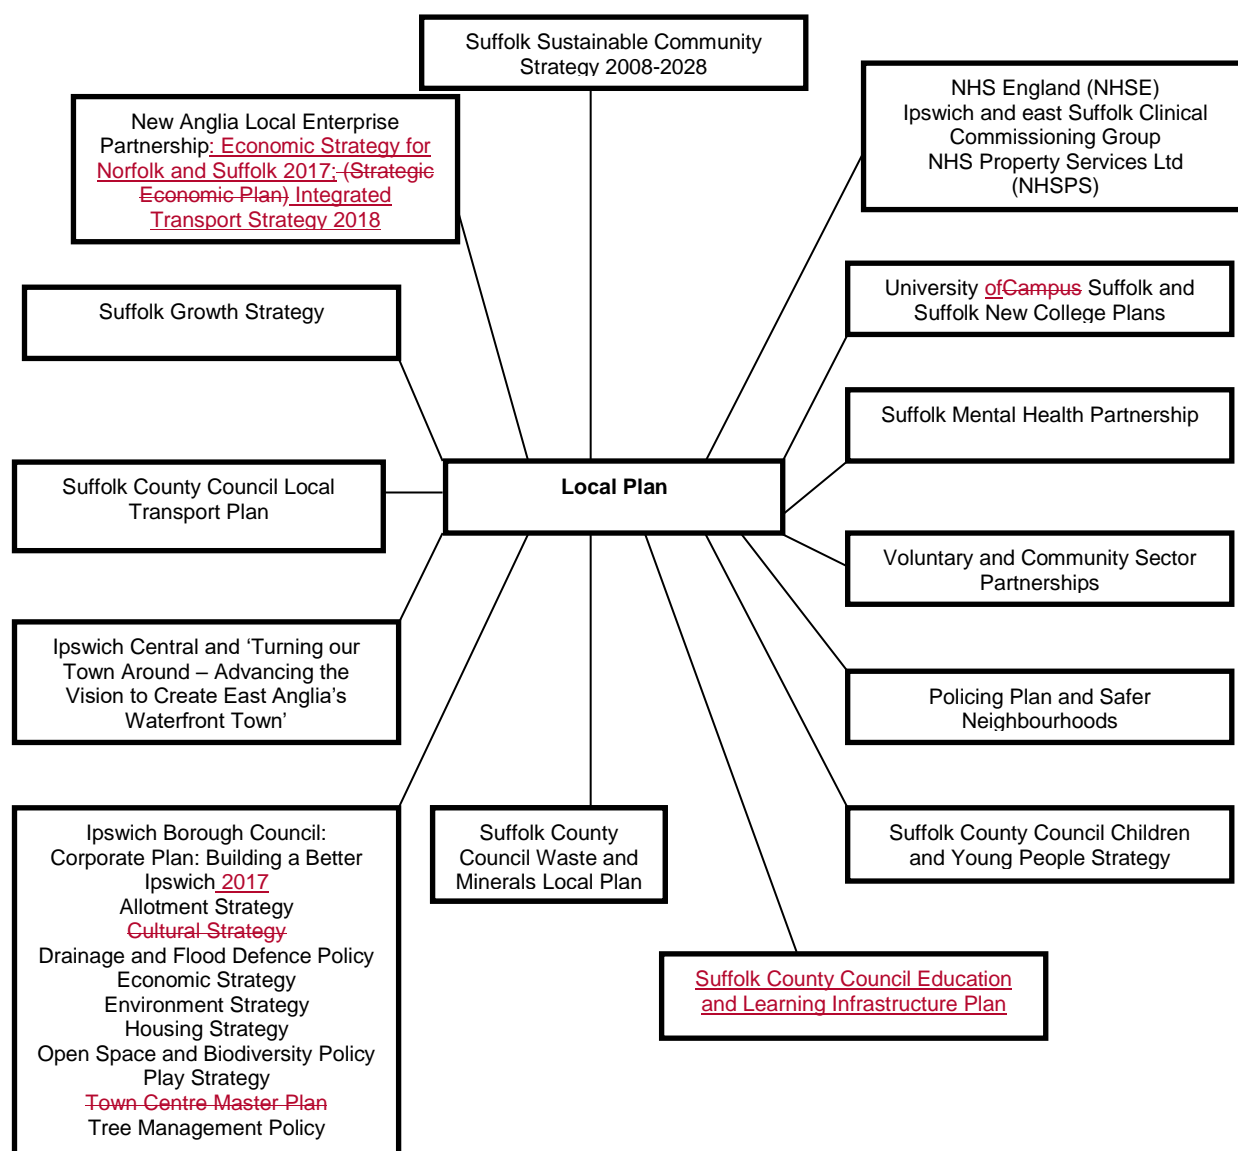 Suffolk Sustainable Community
Strategy 2008-2028
NHS England (NHSE)
Ipswich and east Suffolk Clinical
Commissioning Group
NHS Property Services Ltd
(NHSPS)
New Anglia Local Enterprise
Partnership: Economic Strategy for
Norfolk and Suffolk 2017; (Strategic
Economic Plan) Integrated
Transport Strategy 2018
University ofCampus Suffolk and
Suffolk New College Plans
Suffolk Growth Strategy
Suffolk Mental Health Partnership
Local Plan
Suffolk County Council Local
Transport Plan
Voluntary and Community Sector
Partnerships
Ipswich Central and ‘Turning our
Town Around – Advancing the
Vision to Create East Anglia’s
Waterfront Town’
Policing Plan and Safer
Neighbourhoods
Ipswich Borough Council:
Corporate Plan: Building a Better
Ipswich 2017
Allotment Strategy
Cultural Strategy
Drainage and Flood Defence Policy
Economic Strategy
Environment Strategy
Housing Strategy
Open Space and Biodiversity Policy
Play Strategy
Town Centre Master Plan
Tree Management Policy
Suffolk County
Council Waste and
Minerals Local Plan
Suffolk County Council Children
and Young People Strategy
Suffolk County Council Education
and Learning Infrastructure Plan